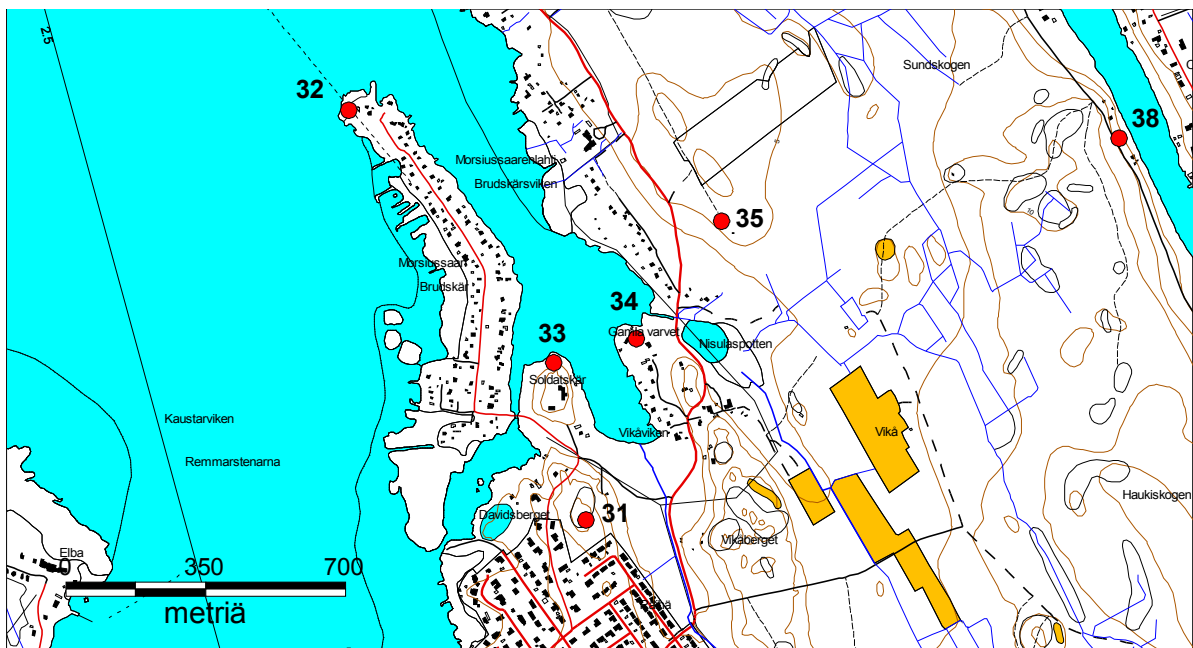 2.5
Sundskogen
32
38
Morsiussaarenlahti
Brudskärsviken
35
Morsiussaari
Brudskär
10
34
Gamla varvet
Nisulaspotten
33
Soldatskär
Kaustarviken
Vikåviken
Vikå
Remmarstenarna
Haukiskogen
Davidsberget
31
Vikåberget
Elba
0 350 700
metriä